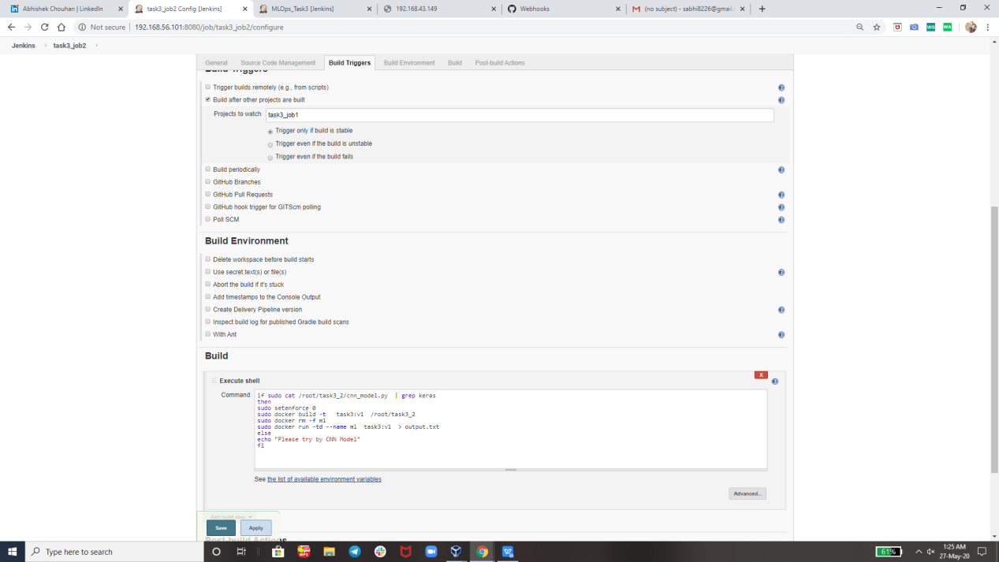 Abhishek Chouhan | LinkedIn
task3_job2 Config [Jenkins]
MLOps_Task3 [Jenkins]
192.168.43.149
Webhooks
(no subject) - sabhi8226@gmail.
Not secure | 192.168.56.101:8080/job/task3_job2/configure
Jenkins
task3_job2
General Source Code Management Build Triggers Build Environment Build Post-build Actions
Build Triggers
Trigger builds remotely (e.g., from scripts)
Build after other projects are built
Projects to watch task3_job1
Trigger only if build is stable
Trigger even if the build is unstable
Trigger even if the build fails
Build periodically
GitHub Branches
GitHub Pull Requests
GitHub hook trigger for GITScm polling
Poll SCM
Build Environment
Delete workspace before build starts
Use secret text(s) or file(s)
Abort the build if it's stuck
Add timestamps to the Console Output
Create Delivery Pipeline version
Inspect build log for published Gradle build scans
With Ant
Build
X
Execute shell
Command
if sudo cat /root/task3_2/cnn_model.py | grep keras
then
sudo setenforce 0
sudo docker build -t task3:v1 /root/task3_2
sudo docker rm -f ml
sudo docker run -td --name ml task3:v1 > output.txt
else
echo "Please try by CNN Model"
fi
See the list of available environment variables
Advanced...
Add build step
Save Apply
Post-build Actions
Type here to search
61%
1:25 AM
27-May-20